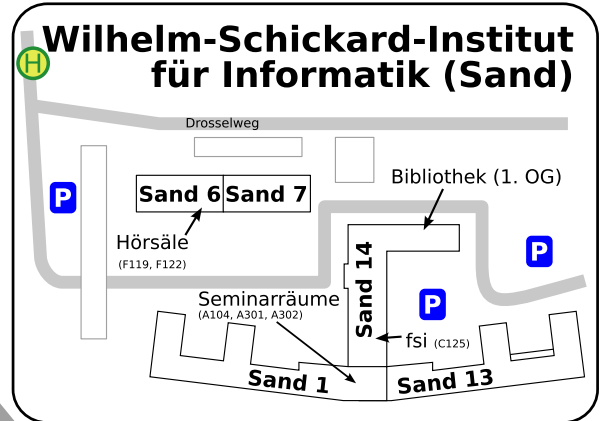 Wilhelm-Schickard-Institut
für Informatik (Sand)
H
Drosselweg
Bibliothek (1. OG)
P
Sand 6
Sand 7
Hörsäle
(F119, F122)
P
Sand 14
Seminarräume
(A104, A301, A302)
P
fsi (C125)
Sand 1
Sand 13